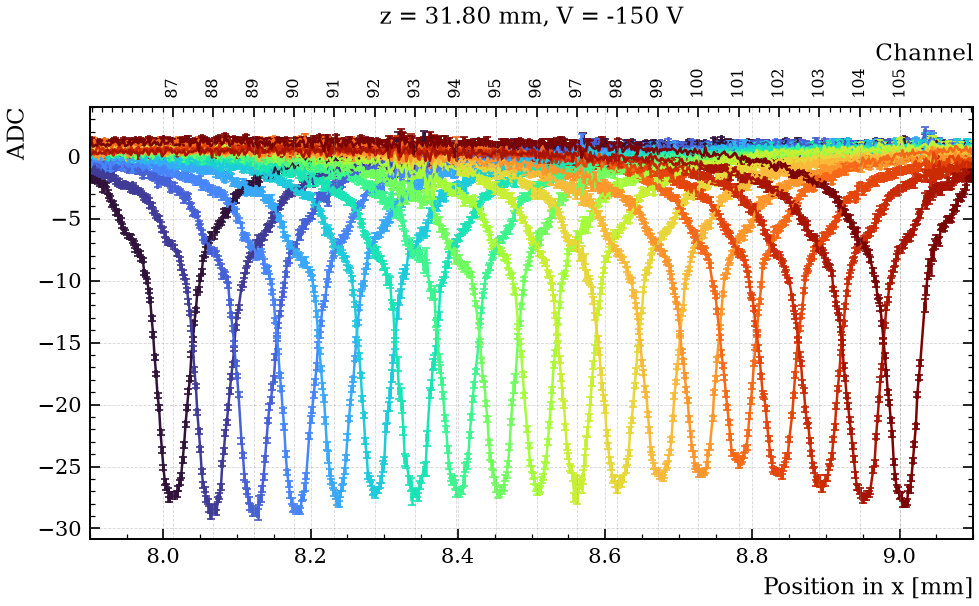 z = 31.80 mm, V = -150 V
Channel
87 88 89 90 91 92 93 94 95 96 97 98 99 100 101 102 103 104 105
ADC
0
−5
−10
−15
−20
−25
−30
8.0 8.2 8.4 8.6 8.8 9.0
Position in x [mm]